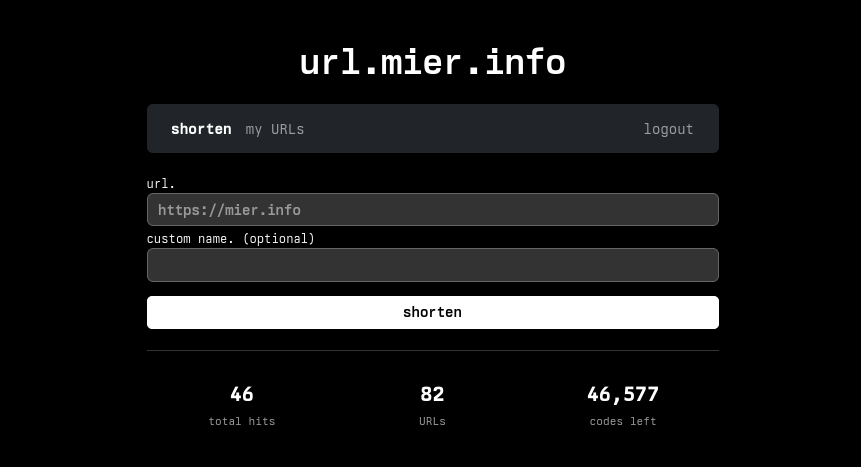 url.mier.info
shorten my URLs logout
url.
https://mier.info
custom name. (optional)
shorten
46 82 46,577
total hits URLs codes left